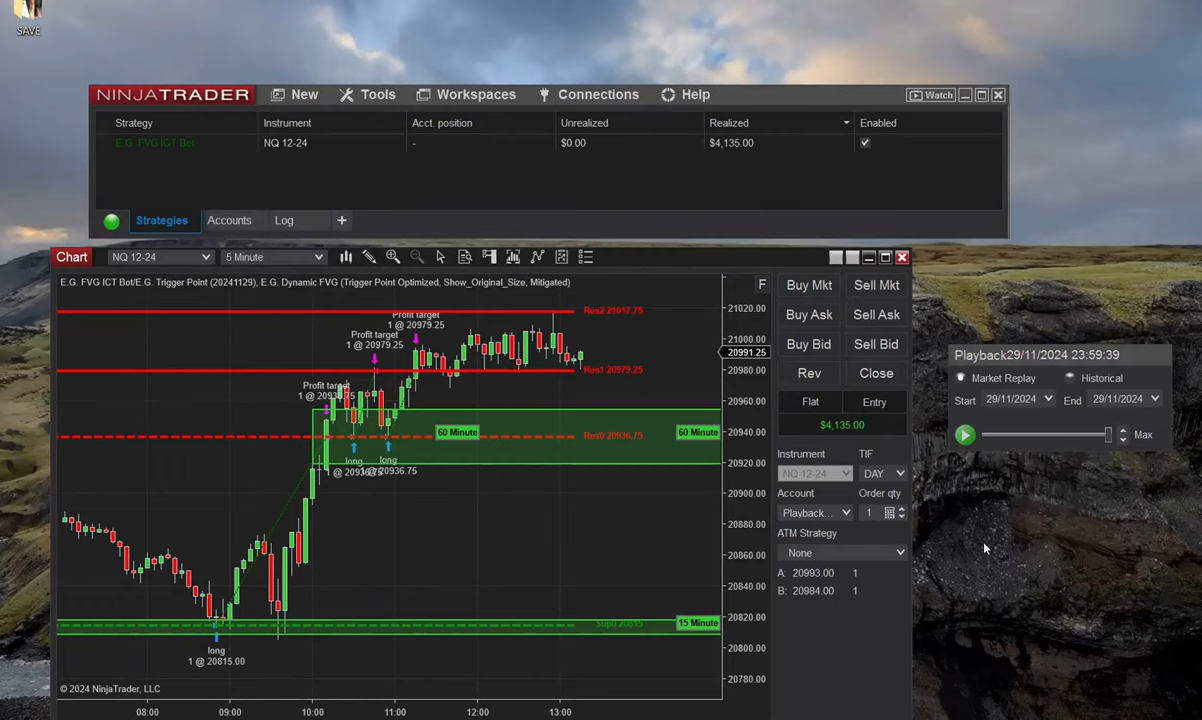 SAVE
NINJATRADER New Tools Workspaces Connections Help Watch
Strategy Instrument Acct. position Unrealized Realized Enabled
E.G. FVG ICT Bot NQ 12-24 - $0.00 $4,135.00
Strategies Accounts Log +
Chart NQ 12-24 5 Minute
E.G. FVG ICT Bot/E.G. Trigger Point (20241129), E.G. Dynamic FVG (Trigger Point Optimized, Show_Original_Size, Mitigated)
F
Buy Mkt Sell Mkt
Buy Ask Sell Ask
Buy Bid Sell Bid
Rev Close
Flat Entry
$4,135.00
Instrument TIF
NQ 12-24 DAY
Account Order qty
Playback... 1
ATM Strategy
None
A: 20993.00 1
B: 20984.00 1
Res2 21017.75
Profit target
1 @ 20979.25
Profit target
1 @ 20979.25
Res1 20979.25
Profit target
60 Minute
60 Minute
Res0 20936.75
long
long
1 @ 20936.75
15 Minute
Sup0 20815
long
1 @ 20815.00
21020.00
21000.00
20991.25
20980.00
20960.00
20940.00
20920.00
20900.00
20880.00
20860.00
20840.00
20820.00
20800.00
20780.00
© 2024 NinjaTrader, LLC
08:00 09:00 10:00 11:00 12:00 13:00
Playback29/11/2024 23:59:39
Market Replay Historical
Start 29/11/2024 End 29/11/2024
Max